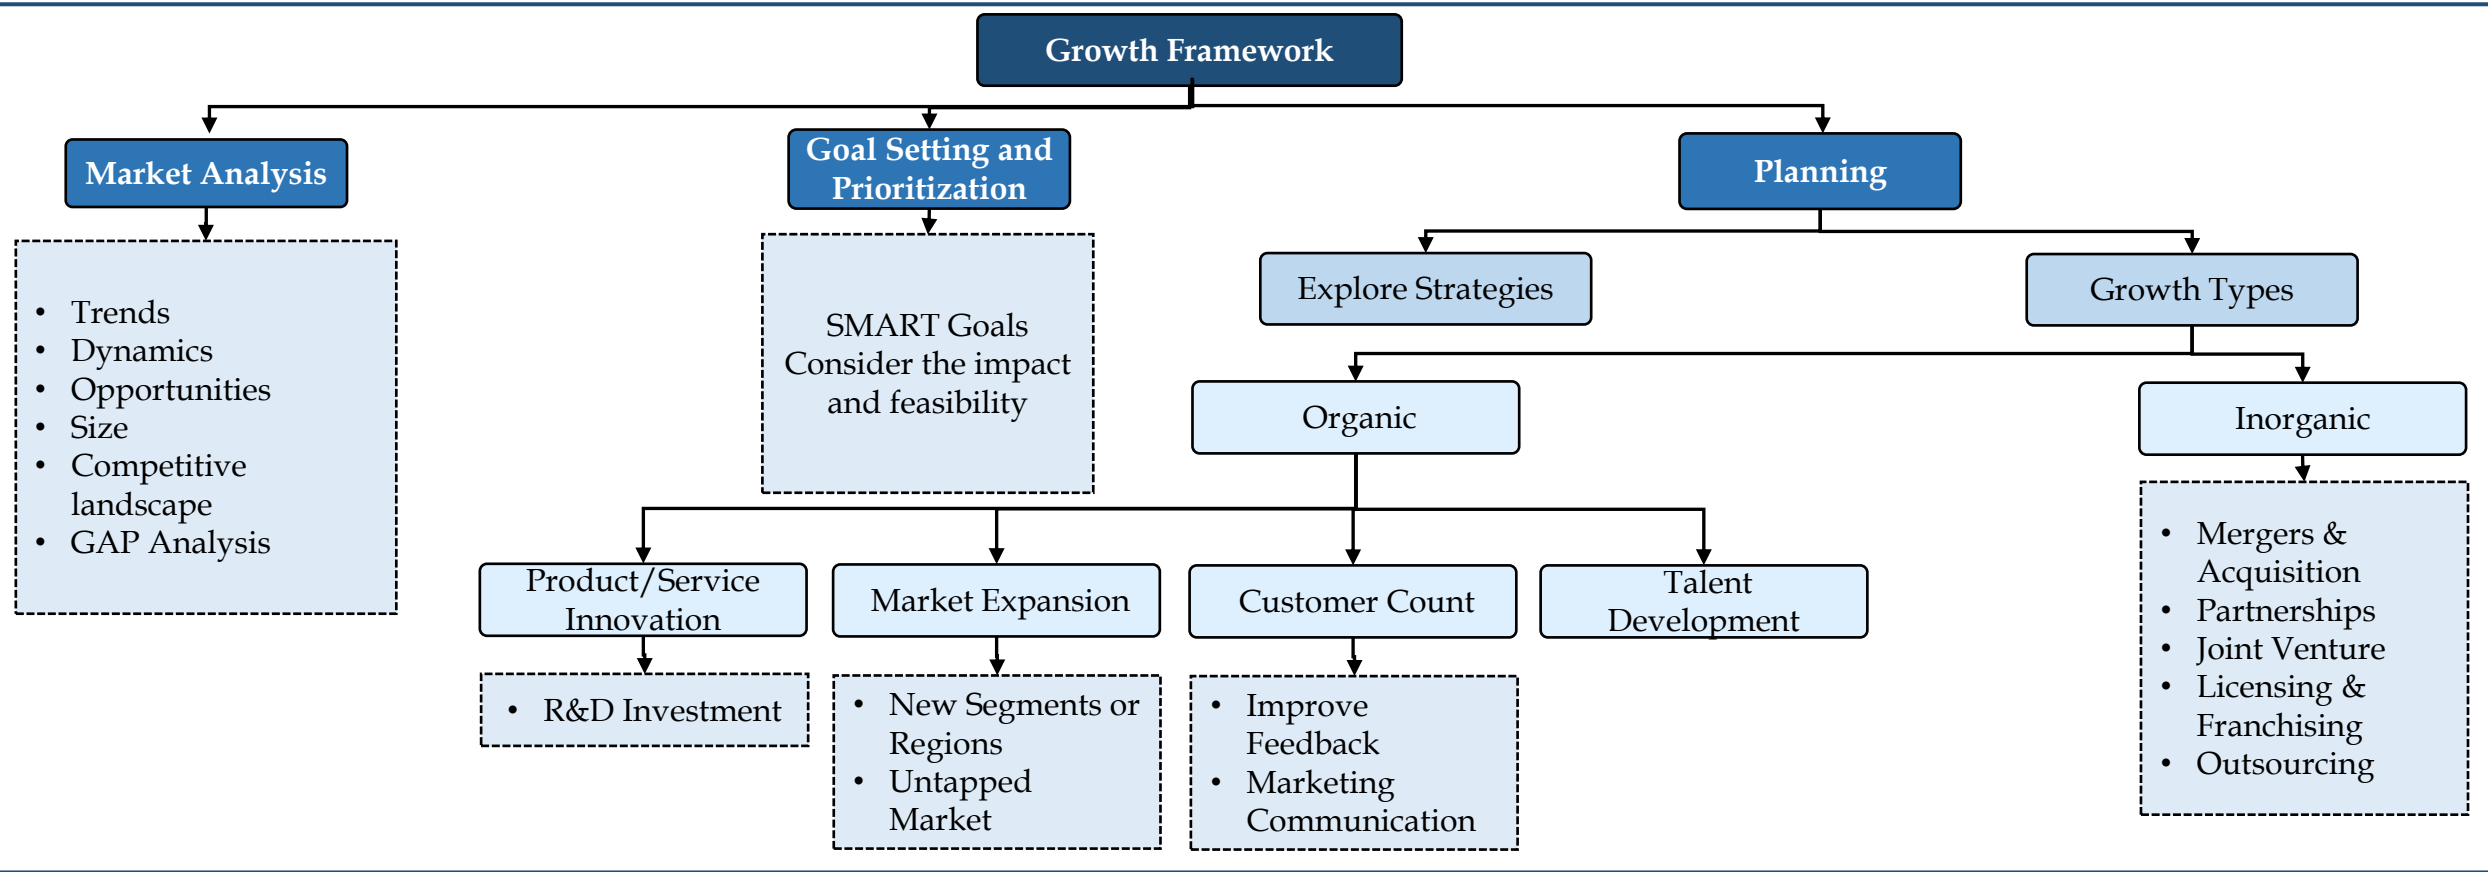 Growth Framework
Market Analysis
• Trends
• Dynamics
• Opportunities
• Size
• Competitive
landscape
• GAP Analysis
Goal Setting and
Prioritization
SMART Goals
Consider the impact
and feasibility
Planning
Explore Strategies
Growth Types
Organic
Product/Service
Innovation
• R&D Investment
Market Expansion
• New Segments or
Regions
• Untapped
Market
Customer Count
• Improve
Feedback
• Marketing
Communication
Talent
Development
Inorganic
• Mergers &
Acquisition
• Partnerships
• Joint Venture
• Licensing &
Franchising
• Outsourcing